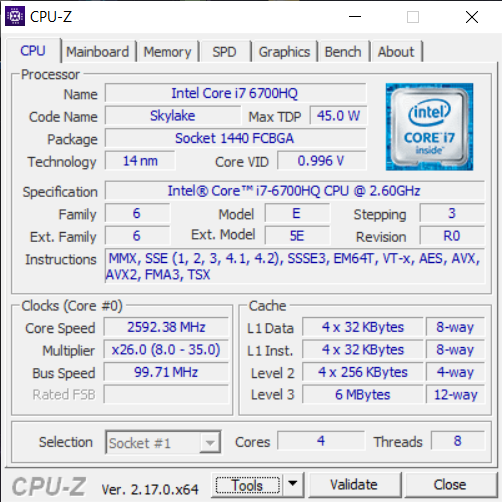 CPU-Z
CPU Mainboard Memory SPD Graphics Bench About
Processor
Name Intel Core i7 6700HQ
Code Name Skylake Max TDP 45.0 W
Package Socket 1440 FCBGA
Technology 14 nm Core VID 0.996 V
intel CORE i7 inside™
Specification Intel® Core™ i7-6700HQ CPU @ 2.60GHz
Family 6 Model E Stepping 3
Ext. Family 6 Ext. Model 5E Revision R0
Instructions MMX, SSE (1, 2, 3, 4.1, 4.2), SSSE3, EM64T, VT-x, AES, AVX,
AVX2, FMA3, TSX
Clocks (Core #0)
Core Speed 2592.38 MHz
Multiplier x26.0 (8.0 - 35.0)
Bus Speed 99.71 MHz
Rated FSB
Cache
L1 Data 4 x 32 KBytes 8-way
L1 Inst. 4 x 32 KBytes 8-way
Level 2 4 x 256 KBytes 4-way
Level 3 6 MBytes 12-way
Selection Socket #1 Cores 4 Threads 8
CPU-Z Ver. 2.17.0.x64 Tools Validate Close